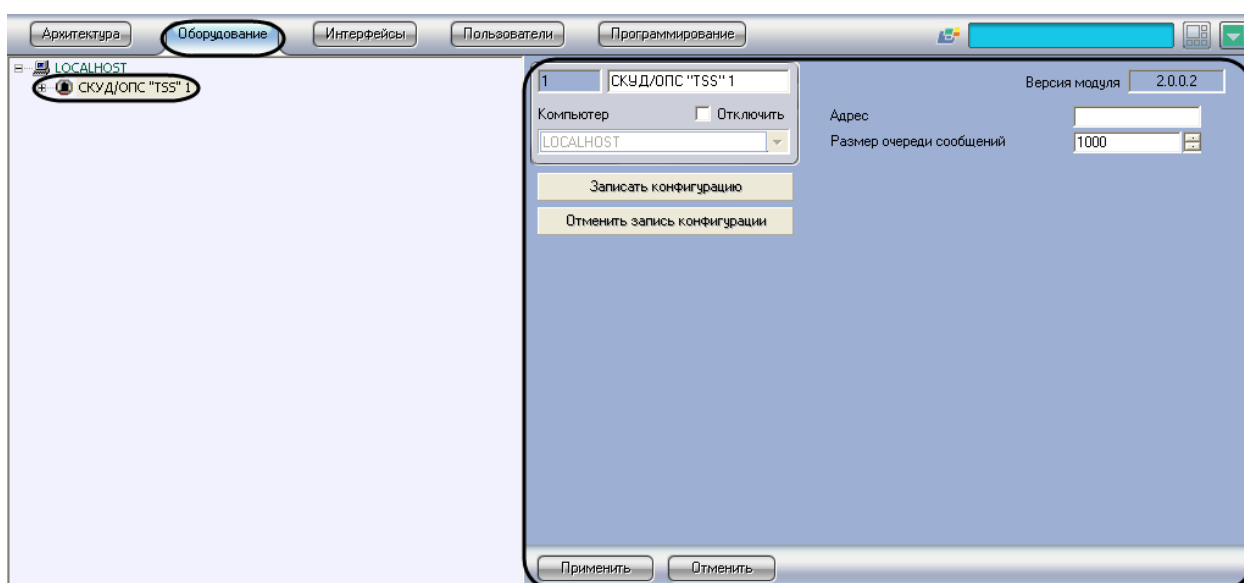 Архитектура Оборудование Интерфейсы Пользователи Программирование
LOCALHOST
СКУД/ОПС "TSS" 1
1 СКУД/ОПС "TSS" 1
Компьютер Отключить
LOCALHOST
Записать конфигурацию
Отменить запись конфигурации
Версия модуля 2.0.0.2
Адрес
Размер очереди сообщений 1000
Применить Отменить